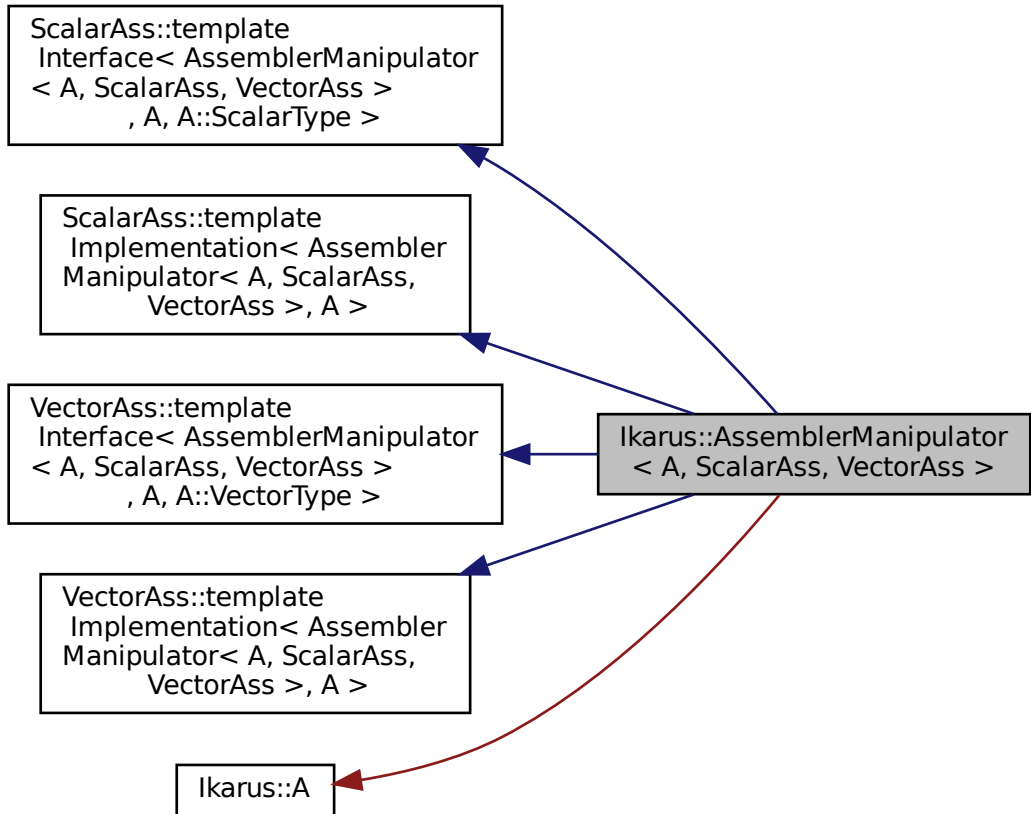 ScalarAss::template
Interface< AssemblerManipulator
< A, ScalarAss, VectorAss >
, A, A::ScalarType >
ScalarAss::template
Implementation< Assembler
Manipulator< A, ScalarAss,
VectorAss >, A >
VectorAss::template
Interface< AssemblerManipulator
< A, ScalarAss, VectorAss >
, A, A::VectorType >
Ikarus::AssemblerManipulator
< A, ScalarAss, VectorAss >
VectorAss::template
Implementation< Assembler
Manipulator< A, ScalarAss,
VectorAss >, A >
Ikarus::A